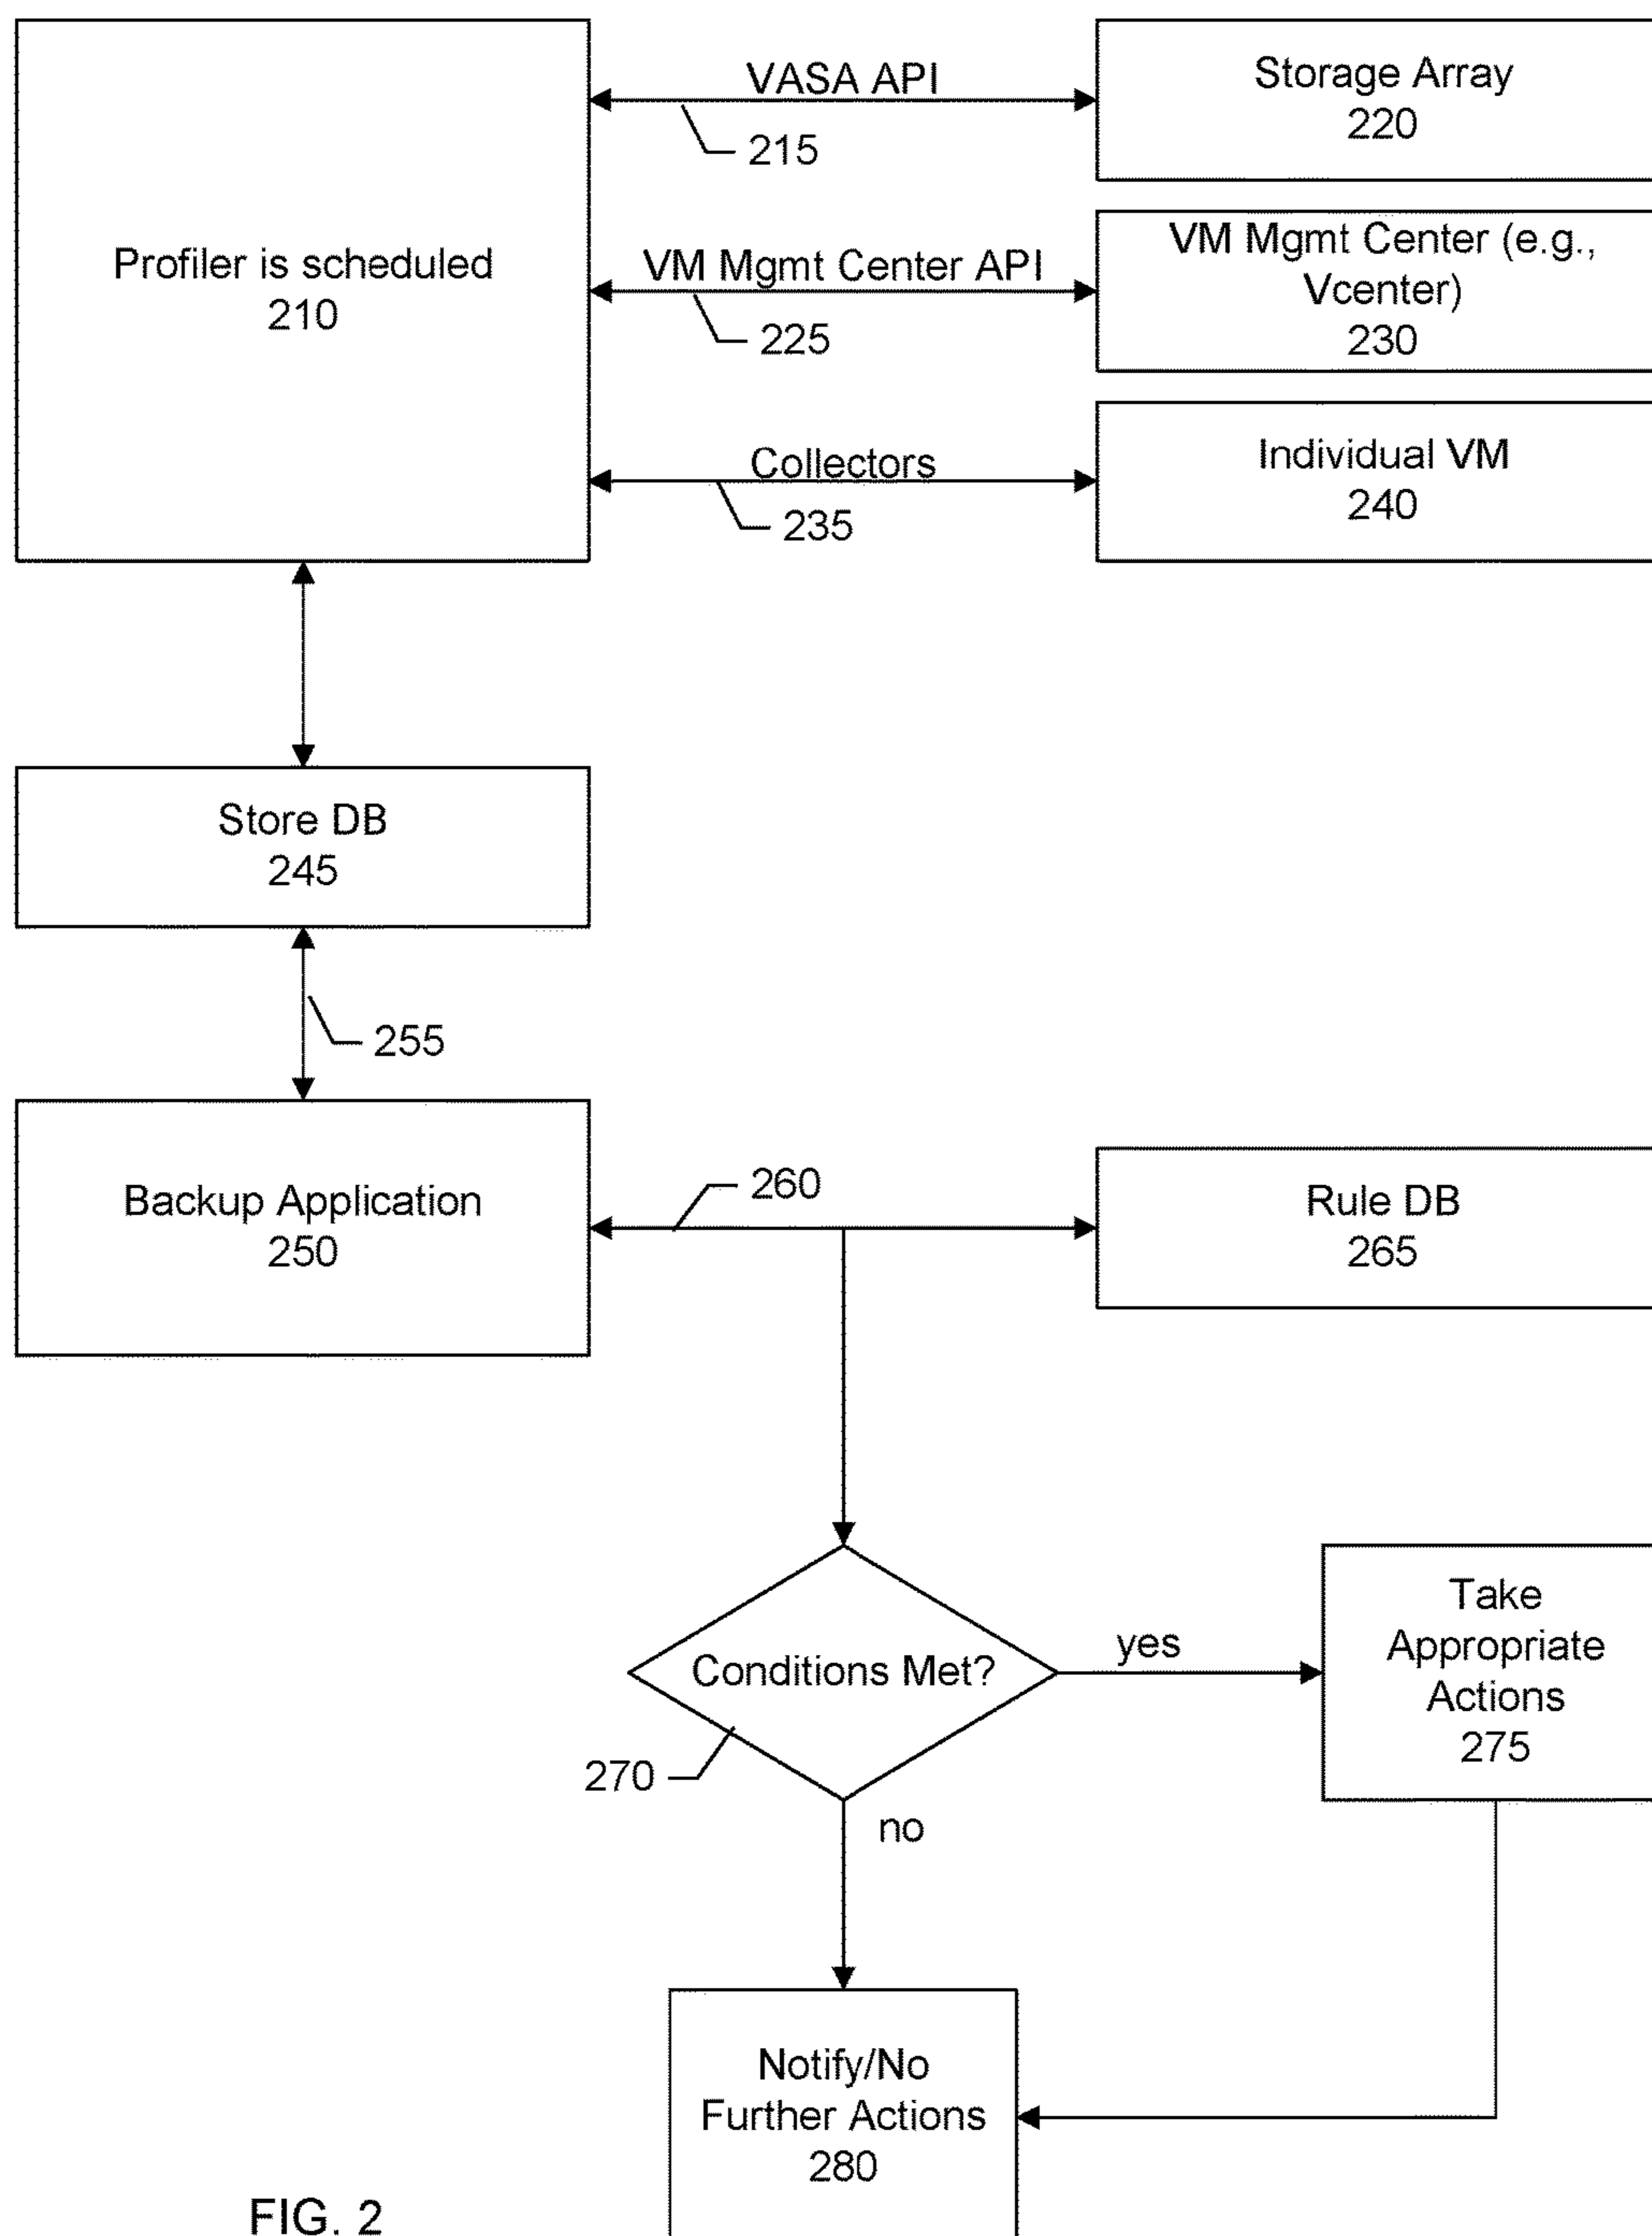 VASA API
215
Storage Array
220
Profiler is scheduled
210
VM Mgmt Center API
225
VM Mgmt Center (e.g.,
Vcenter)
230
Collectors
235
Individual VM
240
Store DB
245
255
Backup Application
250
260
Rule DB
265
Conditions Met?
270
yes
Take
Appropriate
Actions
275
no
Notify/No
Further Actions
280
FIG. 2